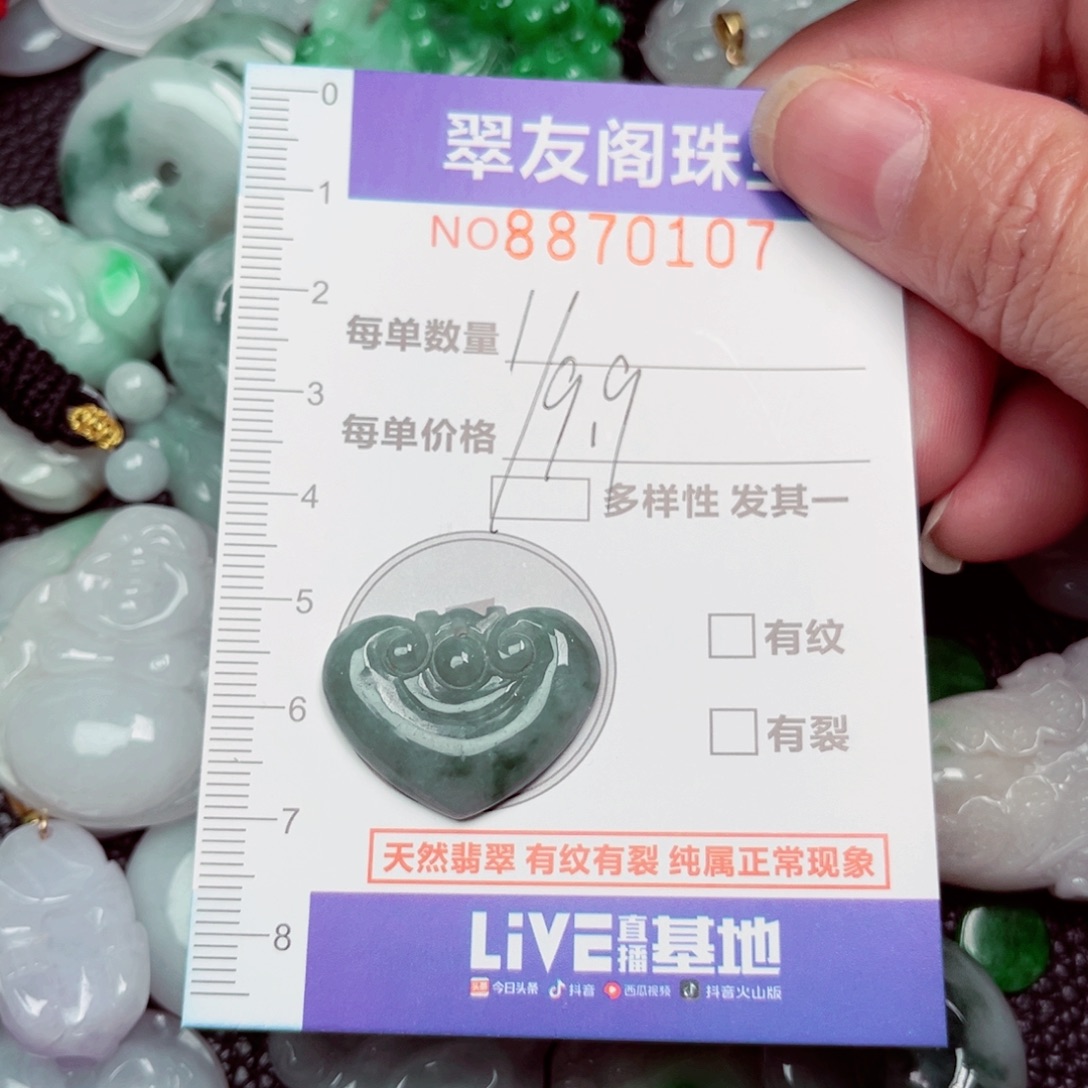 翠友阁珠
NO8870107
每单数量 1
每单价格 199.9
多样性 发其一
有纹
有裂
天然翡翠 有纹有裂 纯属正常现象
LiVE直播基地
头条 今日头条 抖音 西瓜视频 抖音火山版
0
1
2
3
4
5
6
7
8